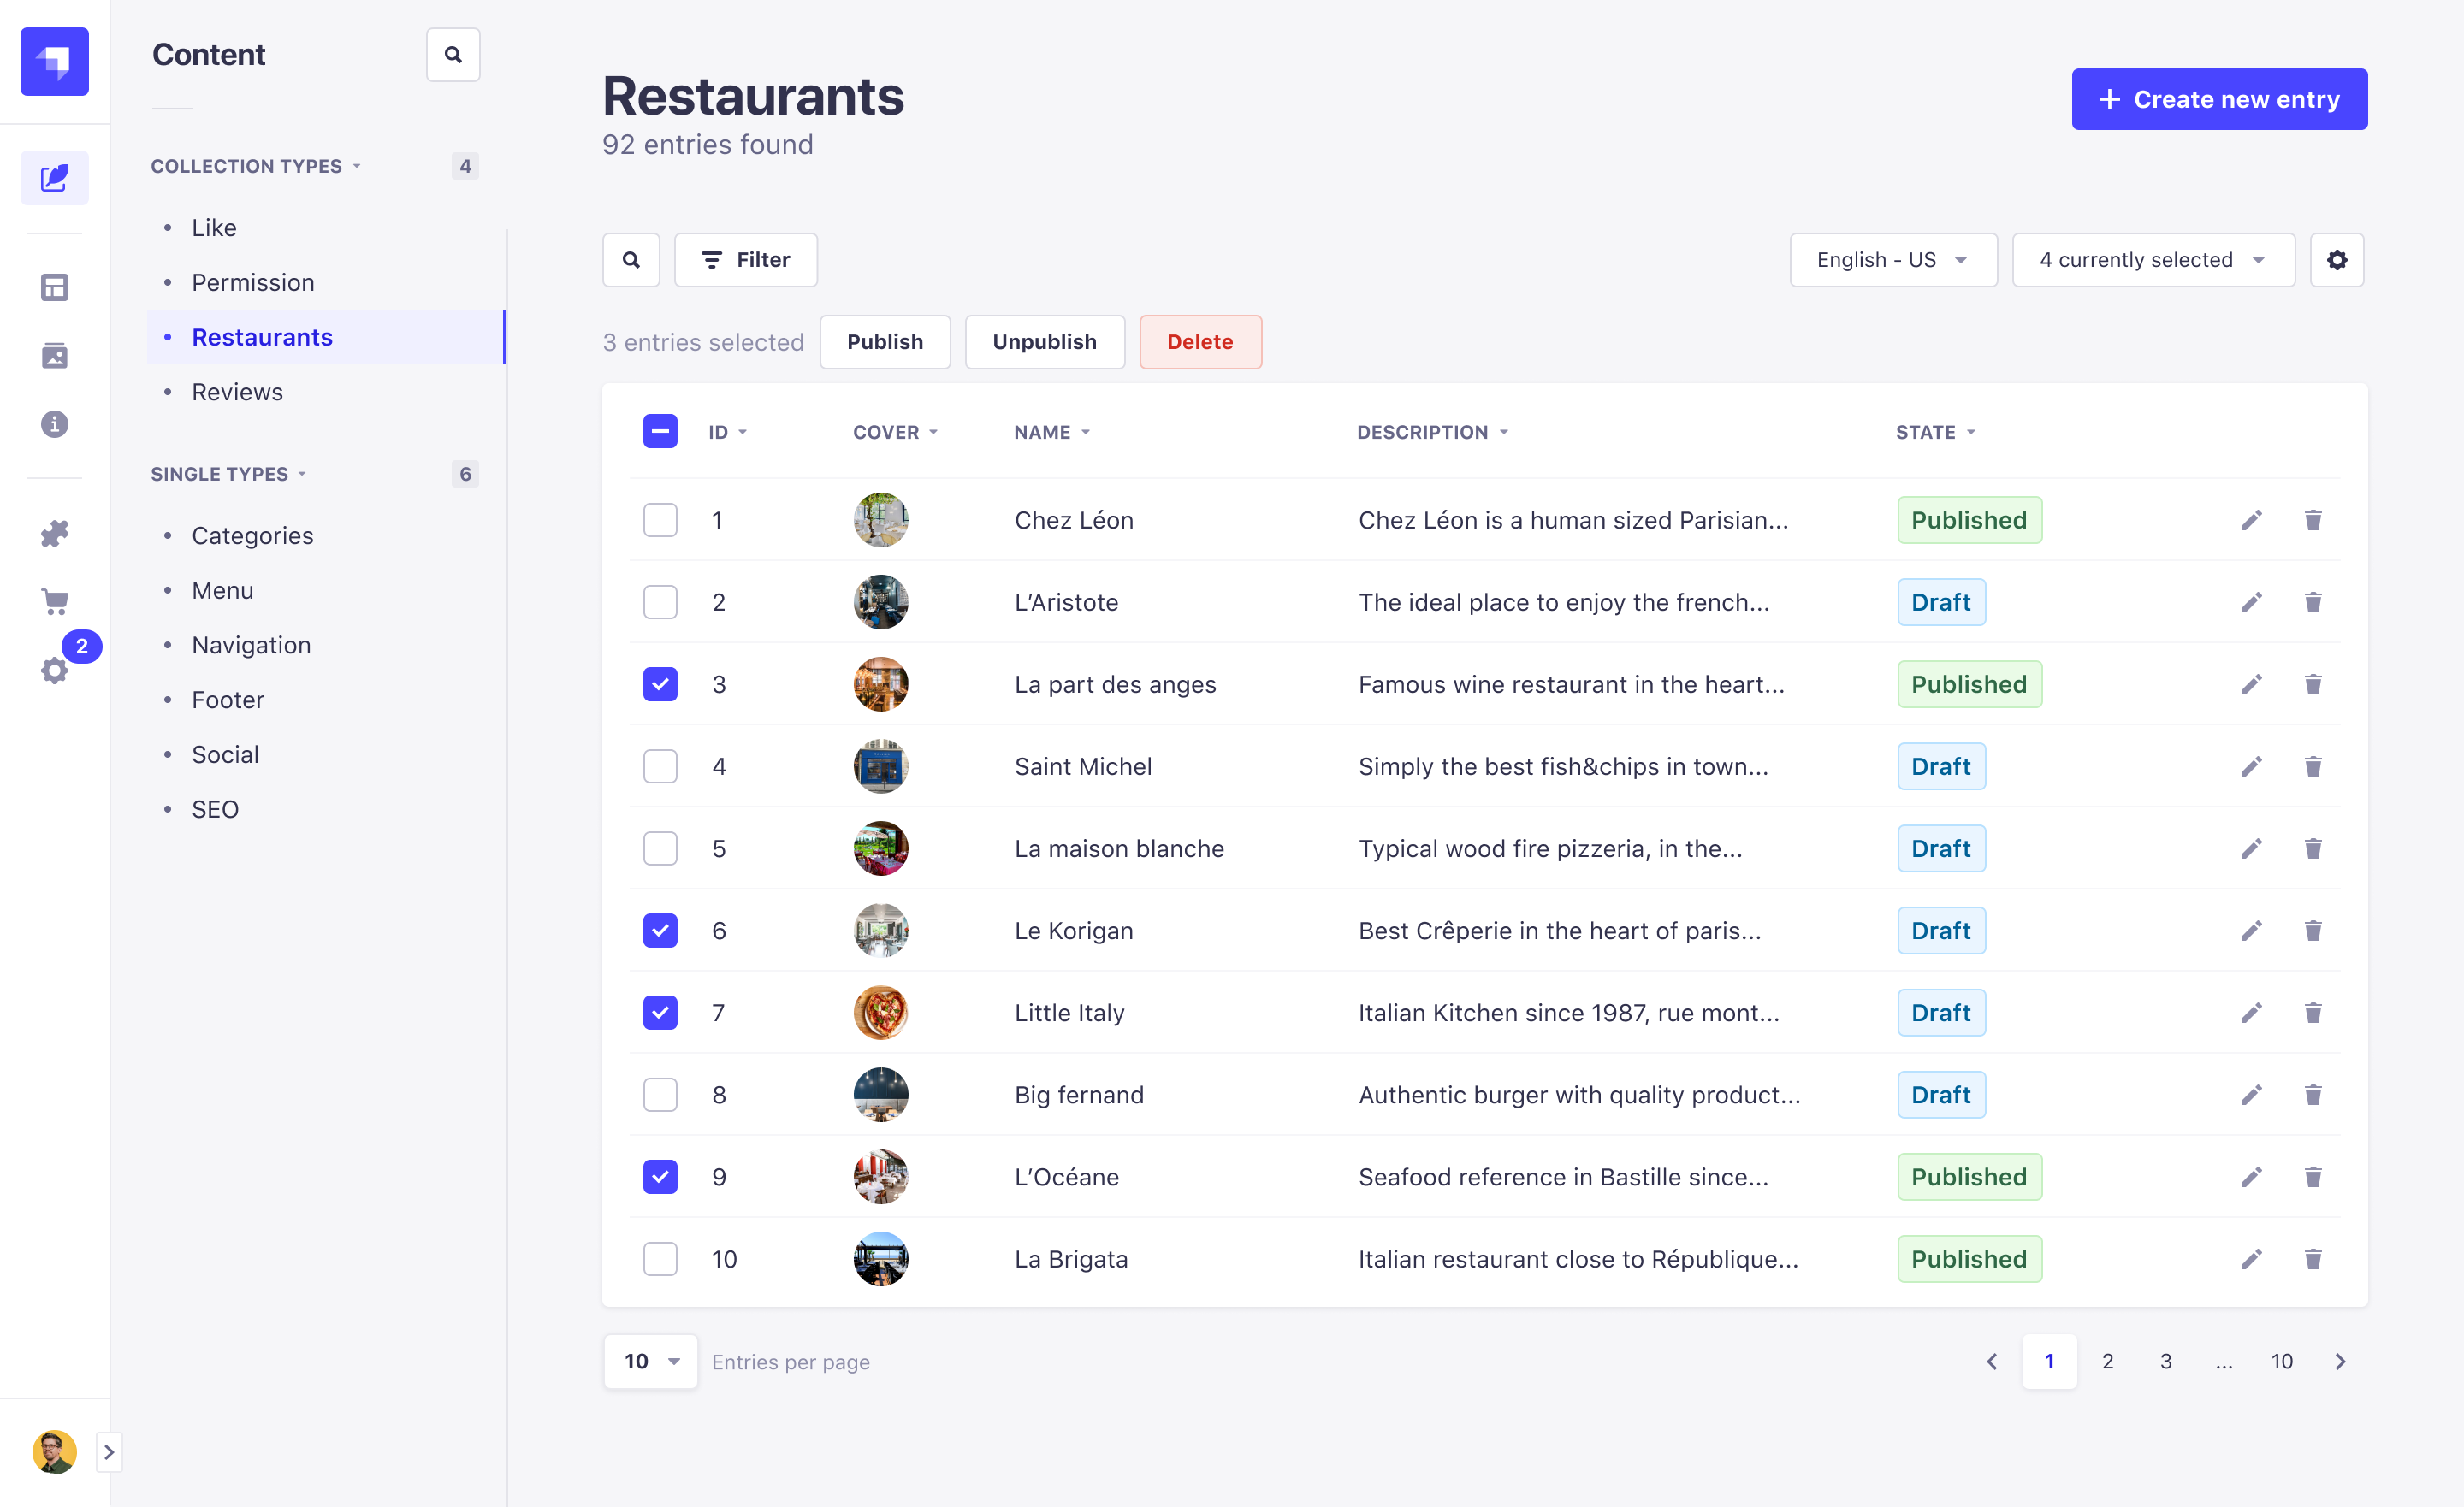 Content
COLLECTION TYPES 4
Like
Permission
Restaurants
Reviews
SINGLE TYPES 6
Categories
Menu
Navigation
Footer
Social
SEO
2
Restaurants
92 entries found
Create new entry
Filter
English - US
4 currently selected
3 entries selected Publish Unpublish Delete
ID COVER NAME DESCRIPTION STATE
1 Chez Léon Chez Léon is a human sized Parisian... Published
2 L’Aristote The ideal place to enjoy the french... Draft
3 La part des anges Famous wine restaurant in the heart... Published
4 Saint Michel Simply the best fish&chips in town... Draft
5 La maison blanche Typical wood fire pizzeria, in the... Draft
6 Le Korigan Best Crêperie in the heart of paris... Draft
7 Little Italy Italian Kitchen since 1987, rue mont... Draft
8 Big fernand Authentic burger with quality product... Draft
9 L’Océane Seafood reference in Bastille since... Published
10 La Brigata Italian restaurant close to République... Published
10 Entries per page
1 2 3 ... 10